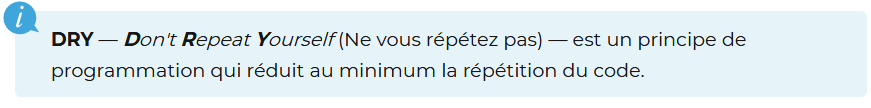 i
DRY — Don't Repeat Yourself (Ne vous répétez pas) — est un principe de
programmation qui réduit au minimum la répétition du code.